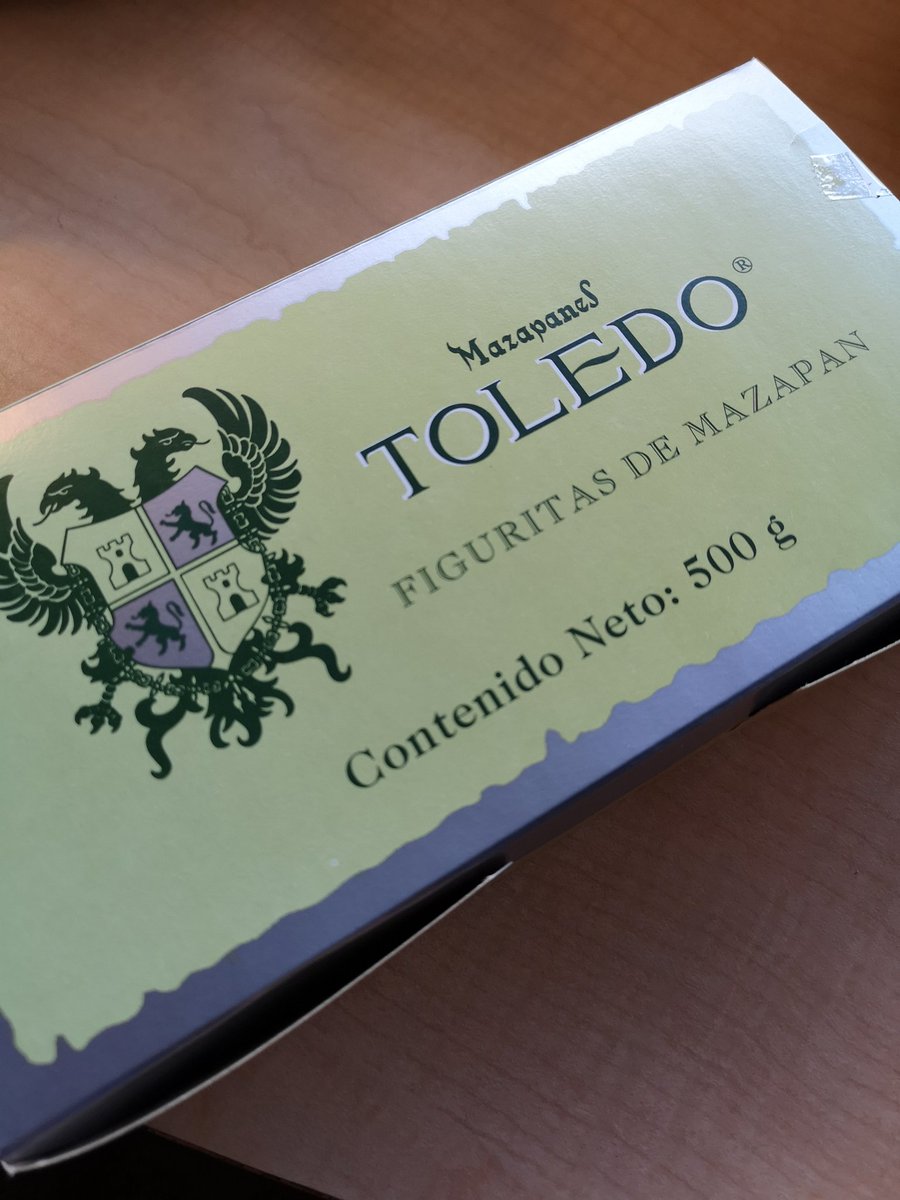 Mazapanes
TOLEDO®
FIGURITAS DE MAZAPAN
Contenido Neto: 500 g